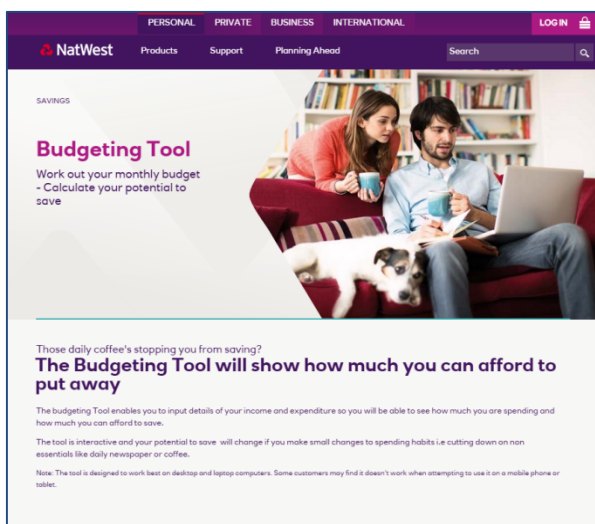 PERSONAL PRIVATE BUSINESS INTERNATIONAL LOG IN
NatWest Products Support Planning Ahead Search
SAVINGS
Budgeting Tool
Work out your monthly budget
- Calculate your potential to
save
Those daily coffee's stopping you from saving?
The Budgeting Tool will show how much you can afford to
put away
The budgeting Tool enables you to input details of your income and expenditure so you will be able to see how much you are spending and
how much you can afford to save.
The tool is interactive and your potential to save will change if you make small changes to spending habits i.e cutting down on non
essentials like daily newspaper or coffee.
Note: The tool is designed to work best on desktop and laptop computers. Some customers may find it doesn't work when attempting to use it on a mobile phone or
tablet.